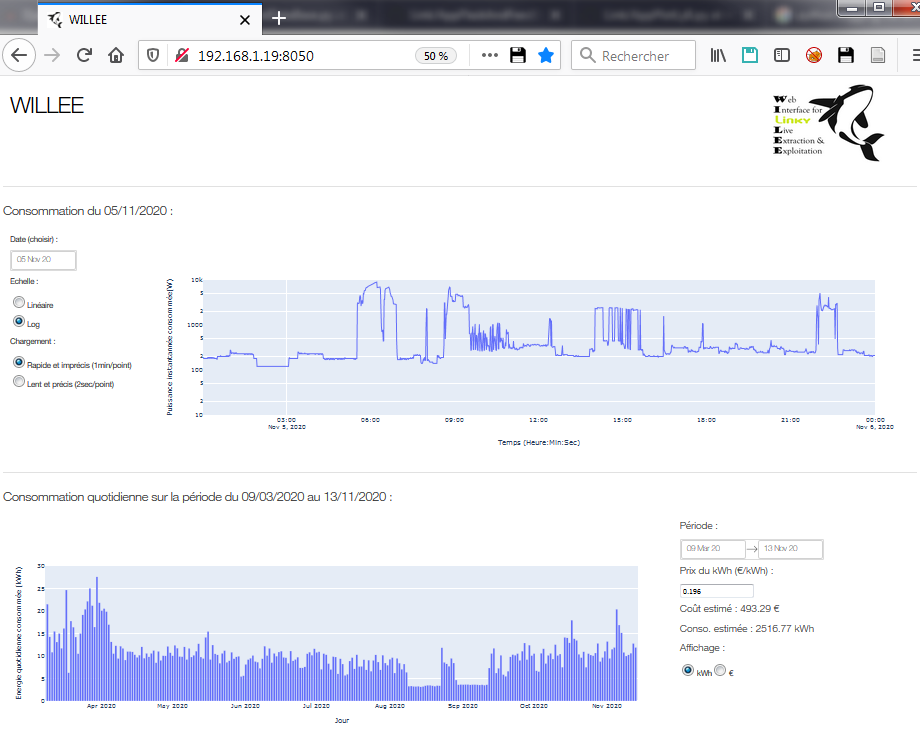 WILLEE
192.168.1.19:8050
50 %
Rechercher
WILLEE
Web
Interface for
Linky
Live
Extraction &
Exploitation
Consommation du 05/11/2020 :
Date (choisir) :
05 Nov 20
Echelle :
Linéaire
Log
Chargement :
Rapide et imprécis (1min/point)
Lent et précis (2sec/point)
Puissance instantannée consommée(W)
10k
5
2
1000
5
2
100
5
2
10
03:00
Nov 5, 2020
06:00
09:00
12:00
15:00
18:00
21:00
00:00
Nov 6, 2020
Temps (Heure:Min:Sec)
Consommation quotidienne sur la période du 09/03/2020 au 13/11/2020 :
Energie quotidienne consommée (kWh)
30
25
20
15
10
5
0
Apr 2020
May 2020
Jun 2020
Jul 2020
Aug 2020
Sep 2020
Oct 2020
Nov 2020
Jour
Période :
09 Mar 20
13 Nov 20
Prix du kWh (€/kWh) :
0.196
Coût estimé : 493.29 €
Conso. estimée : 2516.77 kWh
Affichage :
kWh
€